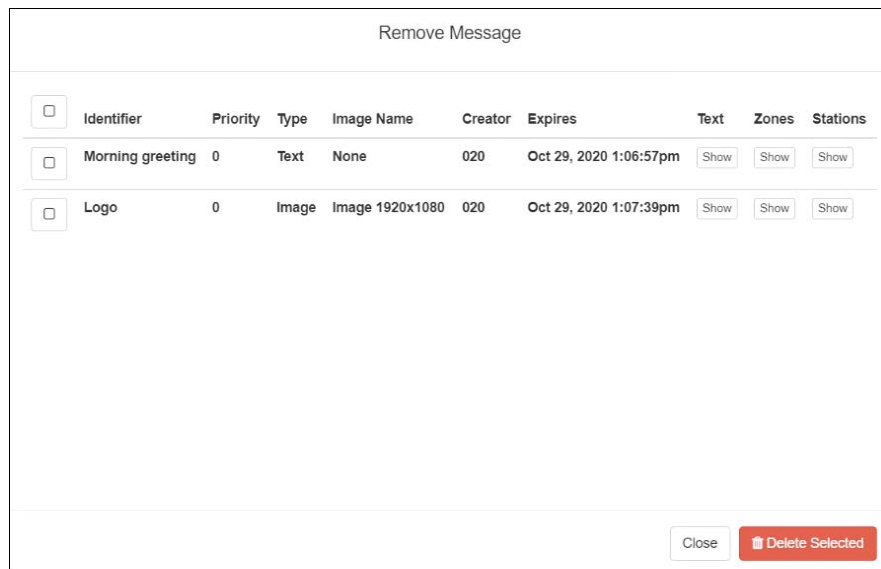 Remove Message
Identifier Priority Type Image Name Creator Expires Text Zones Stations
Morning greeting 0 Text None 020 Oct 29, 2020 1:06:57pm Show Show Show
Logo 0 Image Image 1920x1080 020 Oct 29, 2020 1:07:39pm Show Show Show
Close Delete Selected